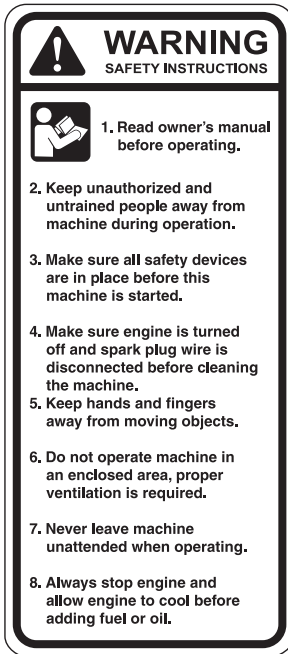 WARNING
SAFETY INSTRUCTIONS
1. Read owner's manual
before operating.
2. Keep unauthorized and
untrained people away from
machine during operation.
3. Make sure all safety devices
are in place before this
machine is started.
4. Make sure engine is turned
off and spark plug wire is
disconnected before cleaning
the machine.
5. Keep hands and fingers
away from moving objects.
6. Do not operate machine in
an enclosed area, proper
ventilation is required.
7. Never leave machine
unattended when operating.
8. Always stop engine and
allow engine to cool before
adding fuel or oil.